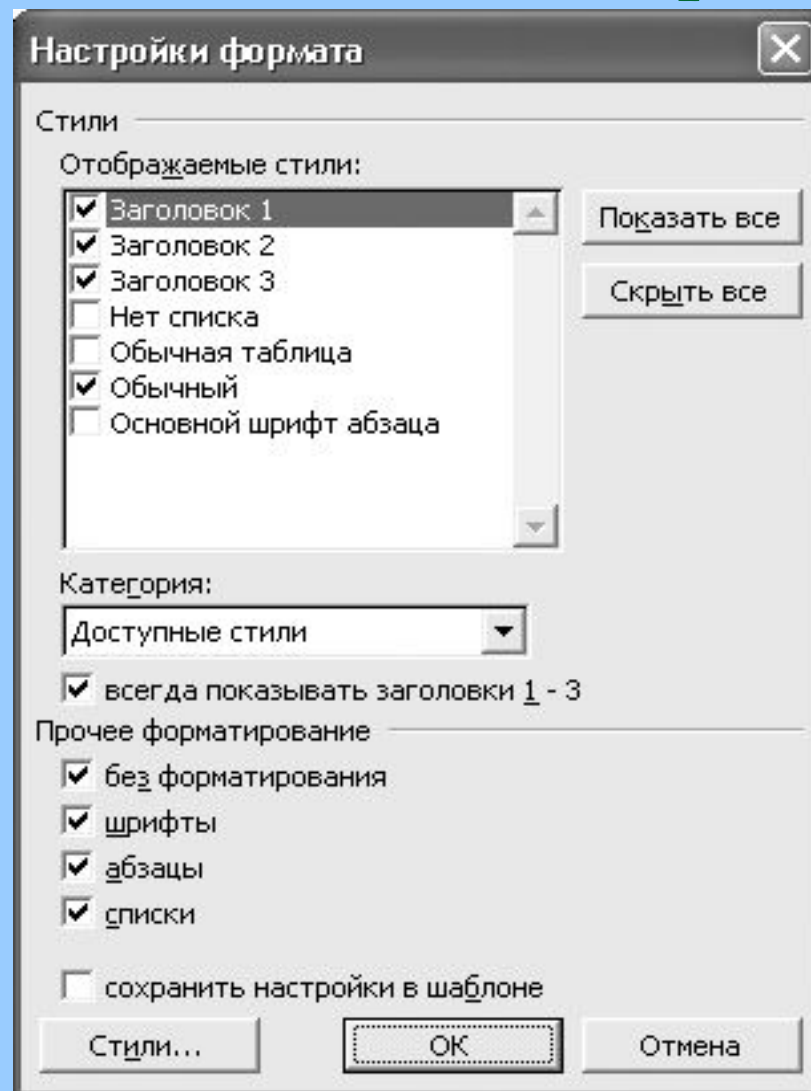 Настройки формата
Стили
Отображаемые стили:
Заголовок 1
Показать все
Заголовок 2
Заголовок 3
Скрыть все
Нет списка
Обычная таблица
Обычный
Основной шрифт абзаца
Категория:
Доступные стили
всегда показывать заголовки 1 - 3
Прочее форматирование
без форматирования
шрифты
абзацы
списки
сохранить настройки в шаблоне
Стили... ОК Отмена